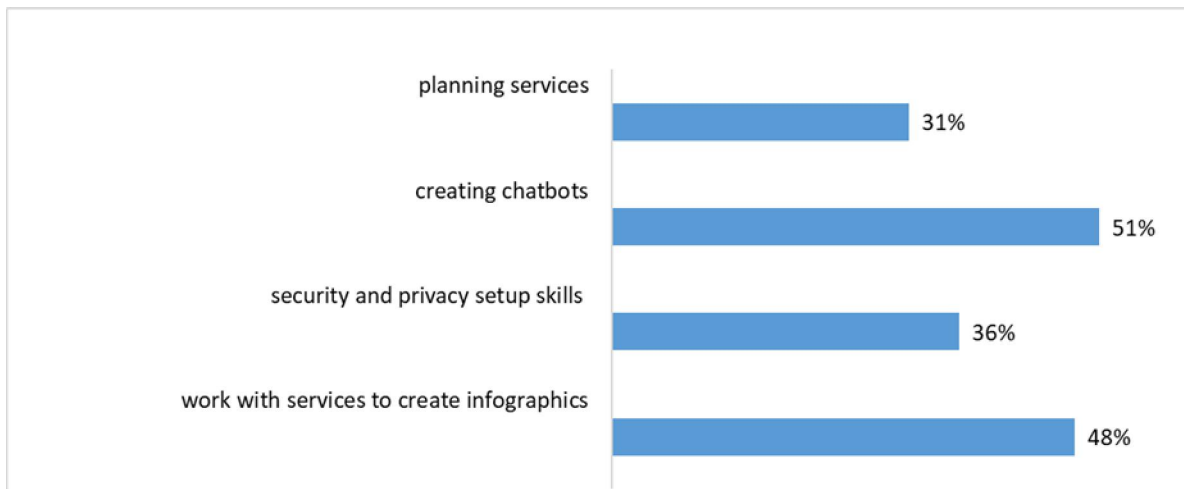 planning services
31%
creating chatbots
51%
security and privacy setup skills
36%
work with services to create infographics
48%